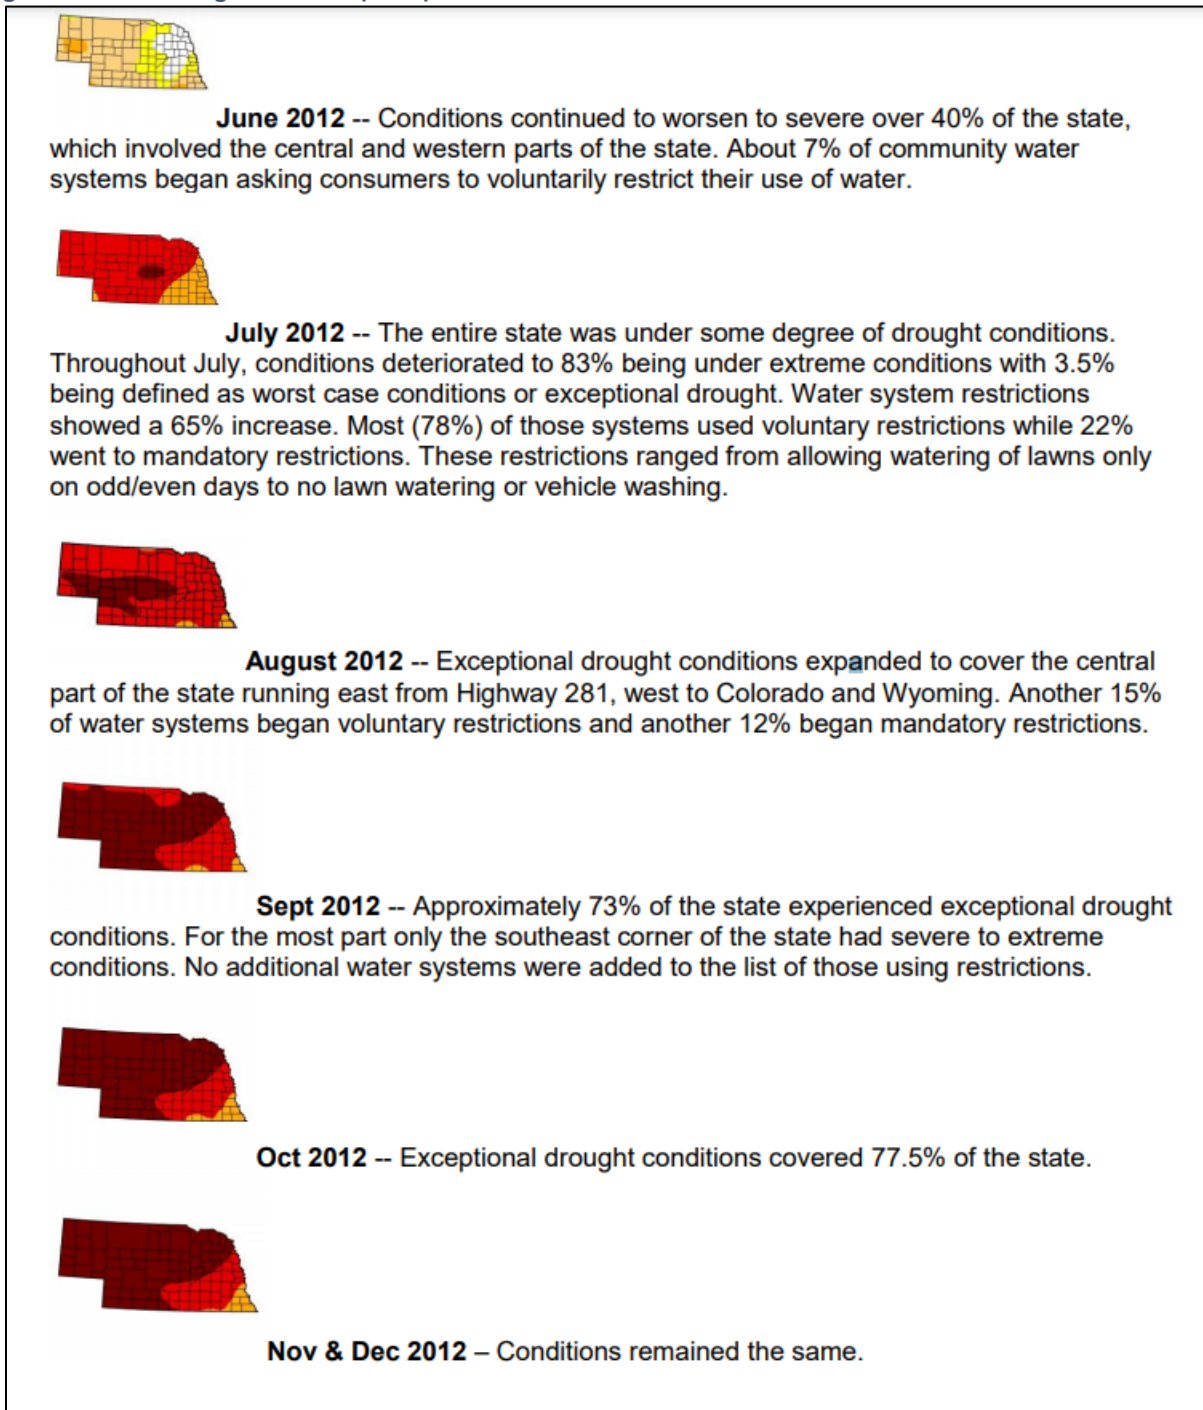 June 2012 -- Conditions continued to worsen to severe over 40% of the state,
which involved the central and western parts of the state. About 7% of community water
systems began asking consumers to voluntarily restrict their use of water.
July 2012 -- The entire state was under some degree of drought conditions.
Throughout July, conditions deteriorated to 83% being under extreme conditions with 3.5%
being defined as worst case conditions or exceptional drought. Water system restrictions
showed a 65% increase. Most (78%) of those systems used voluntary restrictions while 22%
went to mandatory restrictions. These restrictions ranged from allowing watering of lawns only
on odd/even days to no lawn watering or vehicle washing.
August 2012 -- Exceptional drought conditions expanded to cover the central
part of the state running east from Highway 281, west to Colorado and Wyoming. Another 15%
of water systems began voluntary restrictions and another 12% began mandatory restrictions.
Sept 2012 -- Approximately 73% of the state experienced exceptional drought
conditions. For the most part only the southeast corner of the state had severe to extreme
conditions. No additional water systems were added to the list of those using restrictions.
Oct 2012 -- Exceptional drought conditions covered 77.5% of the state.
Nov & Dec 2012 – Conditions remained the same.